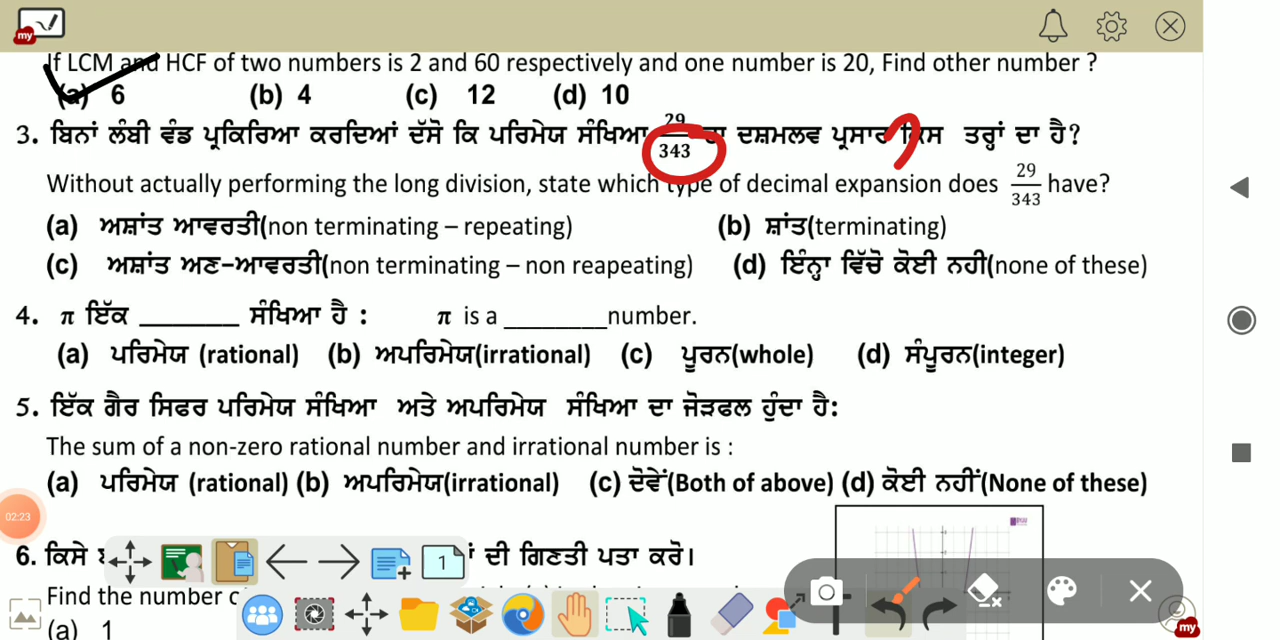 my
If LCM and HCF of two numbers is 2 and 60 respectively and one number is 20, Find other number ?
(a) 6 (b) 4 (c) 12 (d) 10
3. ਬਿਨਾਂ ਲੰਬੀ ਵੰਡ ਪ੍ਰਕਿਰਿਆ ਕਰਦਿਆਂ ਦੱਸੋ ਕਿ ਪਰਿਮੇਯ ਸੰਖਿਆ 29/343 ਦਾ ਦਸ਼ਮਲਵ ਪ੍ਰਸਾਰ ਕਿਸ ਤਰ੍ਹਾਂ ਦਾ ਹੈ?
Without actually performing the long division, state which type of decimal expansion does 29/343 have?
(a) ਅਸ਼ਾਂਤ ਆਵਰਤੀ(non terminating – repeating) (b) ਸ਼ਾਂਤ(terminating)
(c) ਅਸ਼ਾਂਤ ਅਣ-ਆਵਰਤੀ(non terminating – non reapeating) (d) ਇੰਨ੍ਹਾ ਵਿੱਚੋ ਕੋਈ ਨਹੀ(none of these)
4. π ਇੱਕ _______ ਸੰਖਿਆ ਹੈ : π is a ________number.
(a) ਪਰਿਮੇਯ (rational) (b) ਅਪਰਿਮੇਯ(irrational) (c) ਪੂਰਨ(whole) (d) ਸੰਪੂਰਨ(integer)
5. ਇੱਕ ਗੈਰ ਸਿਫਰ ਪਰਿਮੇਯ ਸੰਖਿਆ ਅਤੇ ਅਪਰਿਮੇਯ ਸੰਖਿਆ ਦਾ ਜੋੜਫਲ ਹੁੰਦਾ ਹੈ:
The sum of a non-zero rational number and irrational number is :
(a) ਪਰਿਮੇਯ (rational) (b) ਅਪਰਿਮੇਯ(irrational) (c) ਦੋਵੇਂ(Both of above) (d) ਕੋਈ ਨਹੀਂ(None of these)
02:23
6. ਕਿਸੇ ਦੀ ਗਿਣਤੀ ਪਤਾ ਕਰੋ।
1
Find the number
(a) 1
my